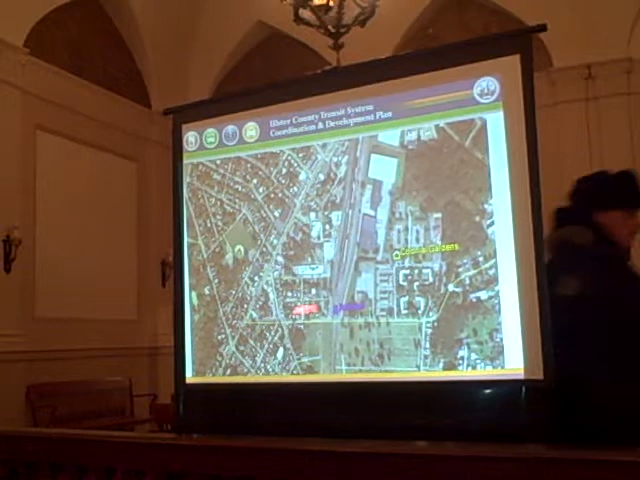 Ulster County Transit System
Coordination & Development Plan
Colonial Gardens